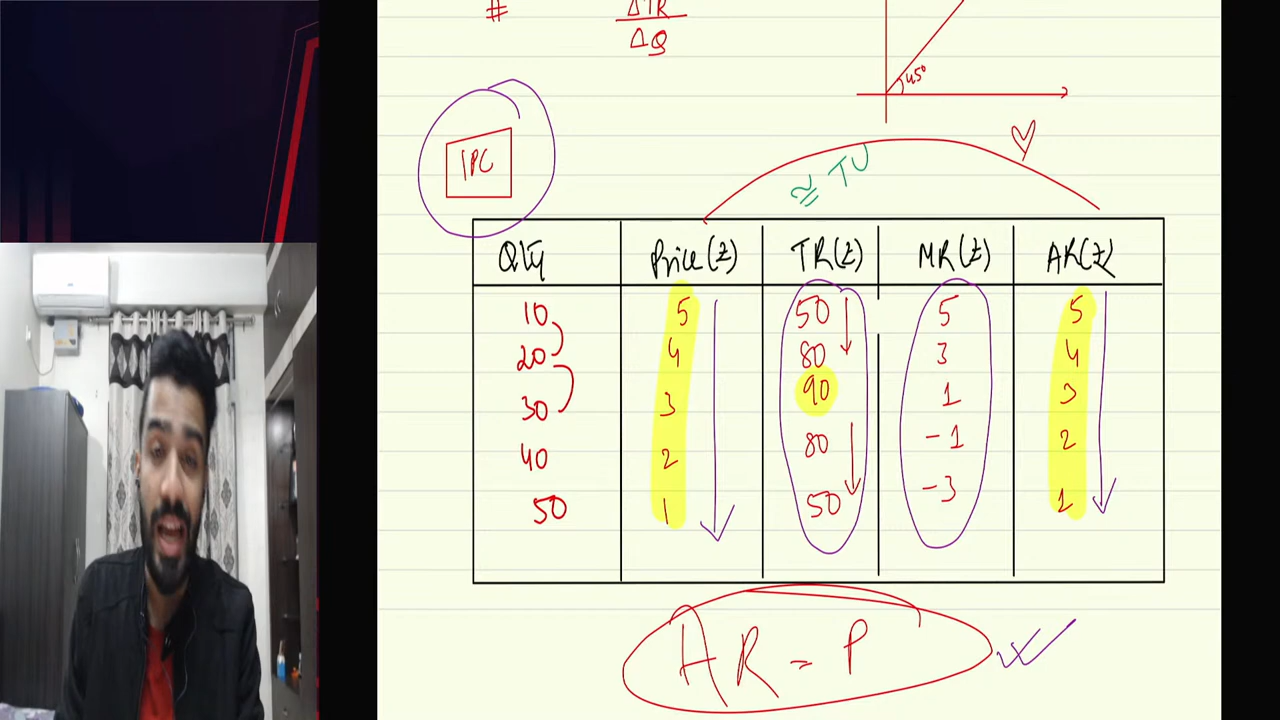 # ΔTR
ΔQ
45°
IPC
≅ TU
Qty Price(₹) TR(₹) MR(₹) AR(₹)
10 5 50 5 5
20 4 80 3 4
30 3 90 1 3
40 2 80 -1 2
50 1 50 -3 1
AR = P